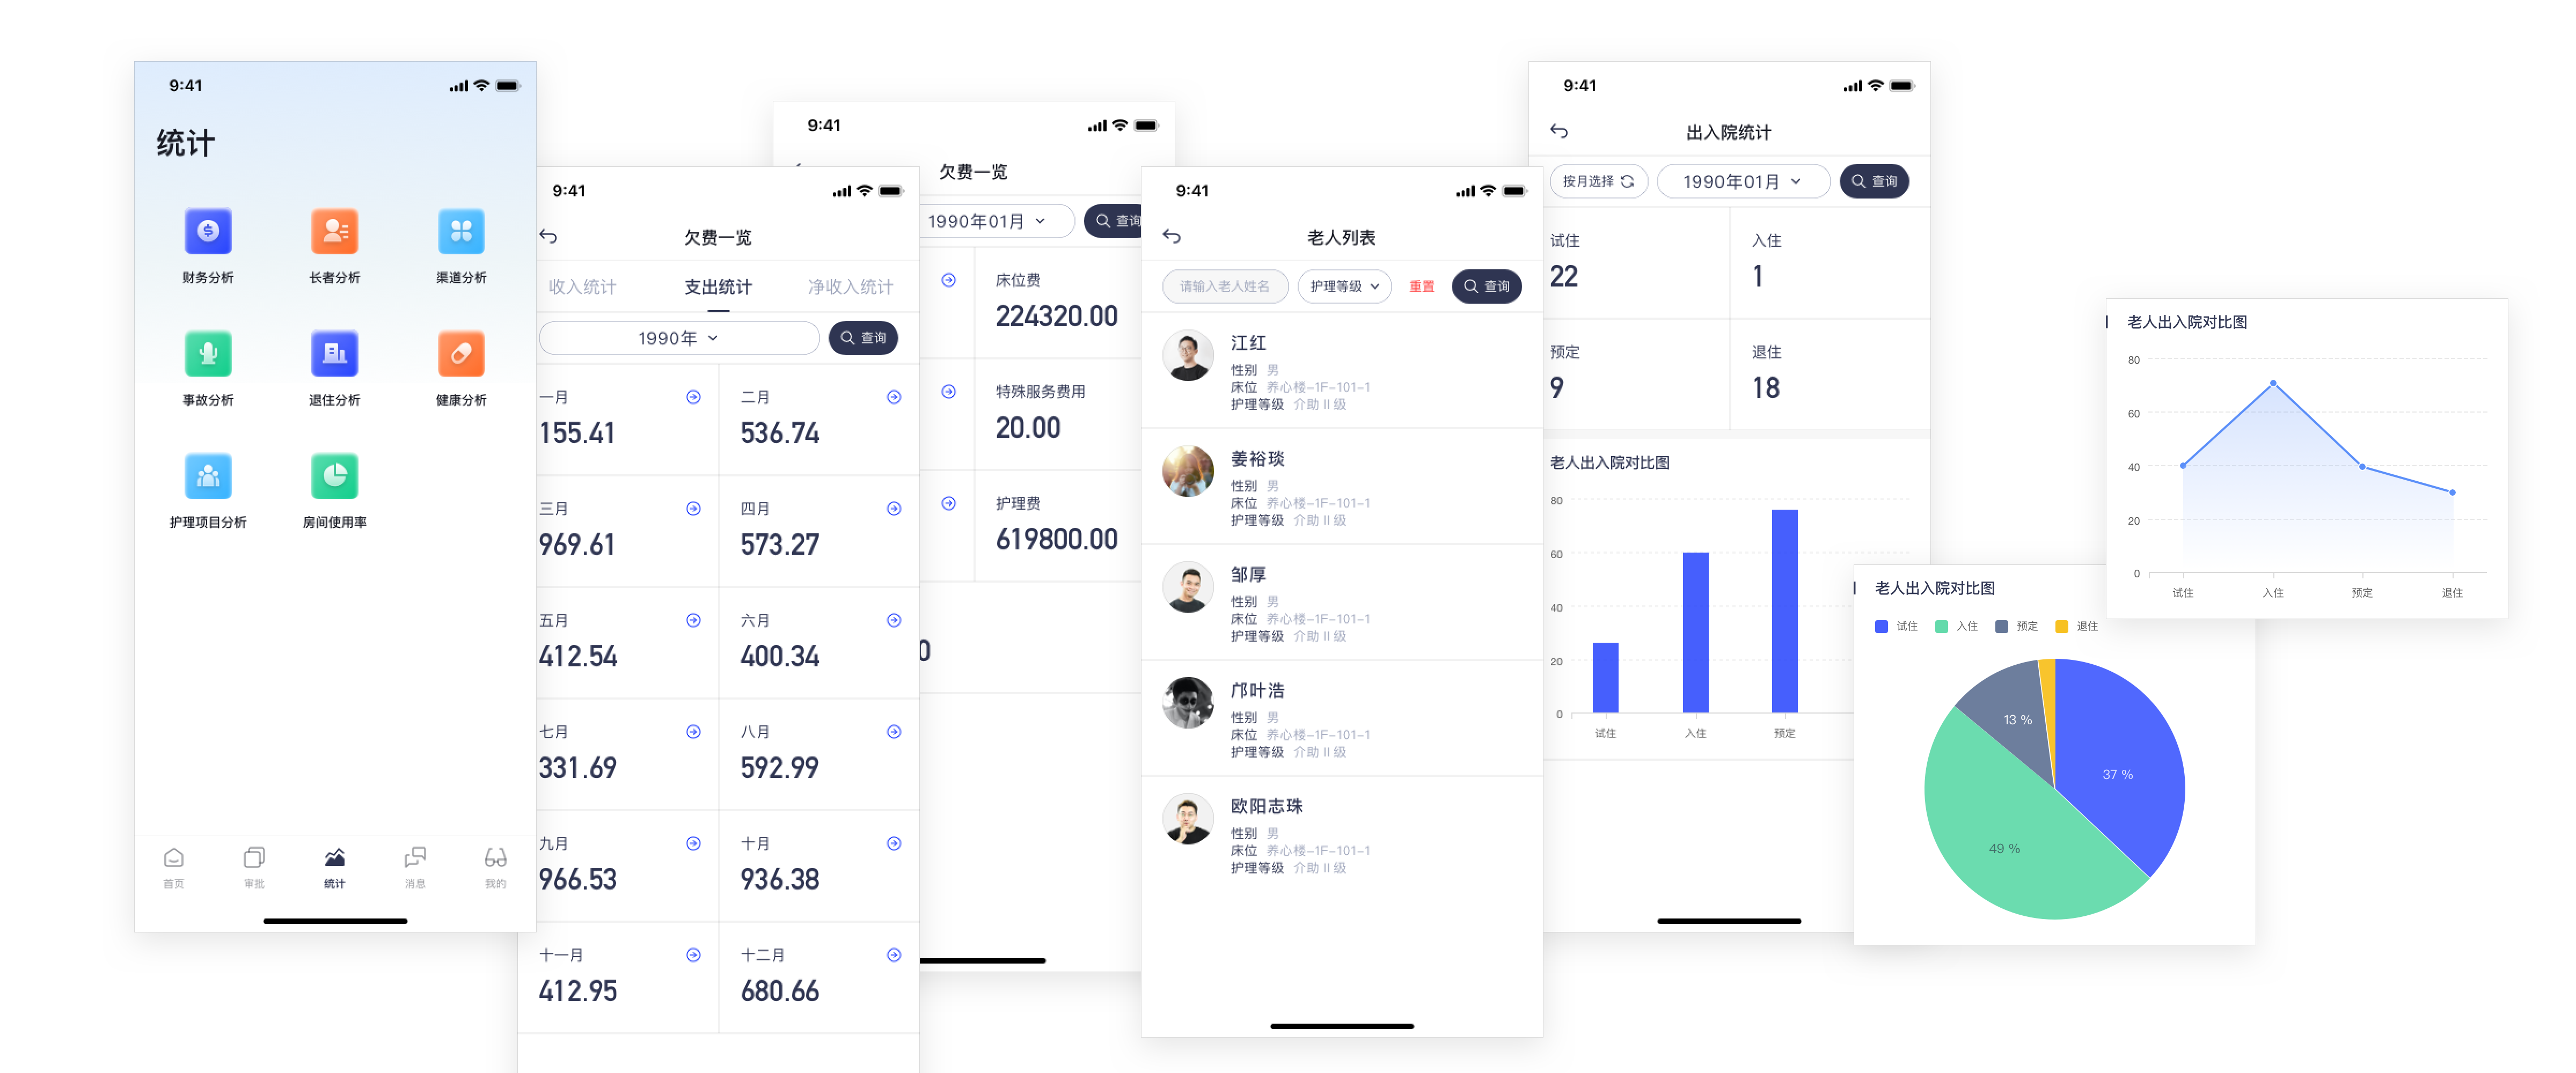 9:41
统计
财务分析
长者分析
渠道分析
事故分析
退住分析
健康分析
护理项目分析
房间使用率
首页
审批
统计
消息
我的
9:41
欠费一览
收入统计
支出统计
净收入统计
1990年
查询
一月
155.41
二月
536.74
三月
969.61
四月
573.27
五月
412.54
六月
400.34
七月
331.69
八月
592.99
九月
966.53
十月
936.38
十一月
412.95
十二月
680.66
9:41
欠费一览
1990年01月
查询
床位费
224320.00
特殊服务费用
20.00
护理费
619800.00
0
9:41
老人列表
请输入老人姓名
护理等级
重置
查询
江红
性别 男
床位 养心楼-1F-101-1
护理等级 介助 II 级
姜裕琰
性别 男
床位 养心楼-1F-101-1
护理等级 介助 II 级
邹厚
性别 男
床位 养心楼-1F-101-1
护理等级 介助 II 级
邝叶浩
性别 男
床位 养心楼-1F-101-1
护理等级 介助 II 级
欧阳志珠
性别 男
床位 养心楼-1F-101-1
护理等级 介助 II 级
9:41
出入院统计
按月选择
1990年01月
查询
试住
22
入住
1
预定
9
退住
18
老人出入院对比图
80
60
40
20
0
试住
入住
预定
老人出入院对比图
试住
入住
预定
退住
13 %
37 %
49 %
老人出入院对比图
80
60
40
20
0
试住
入住
预定
退住